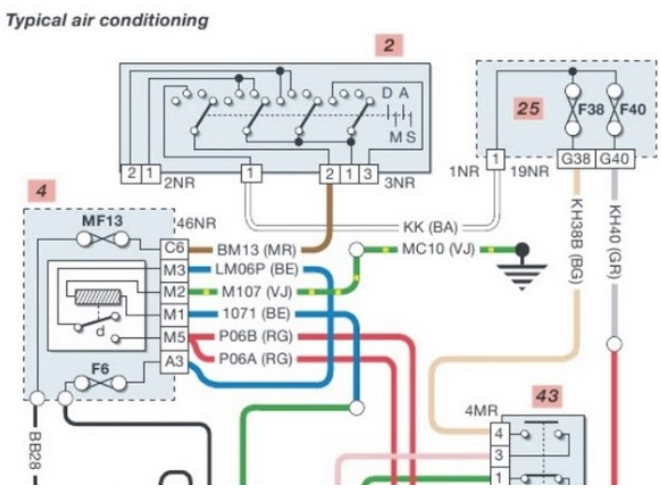 Typical air conditioning
2
D A
M S
2 1
2NR
1
2 1 3
3NR
25
F38
F40
1NR
1
19NR
G38 G40
4
MF13
46NR
C6
M3
M2
M1
M5
A3
d
F6
BM13 (MR)
LM06P (BE)
M107 (VJ)
1071 (BE)
P06B (RG)
P06A (RG)
KK (BA)
MC10 (VJ)
KH38B (BG)
KH40 (GR)
43
4MR
4
3
1
BB28